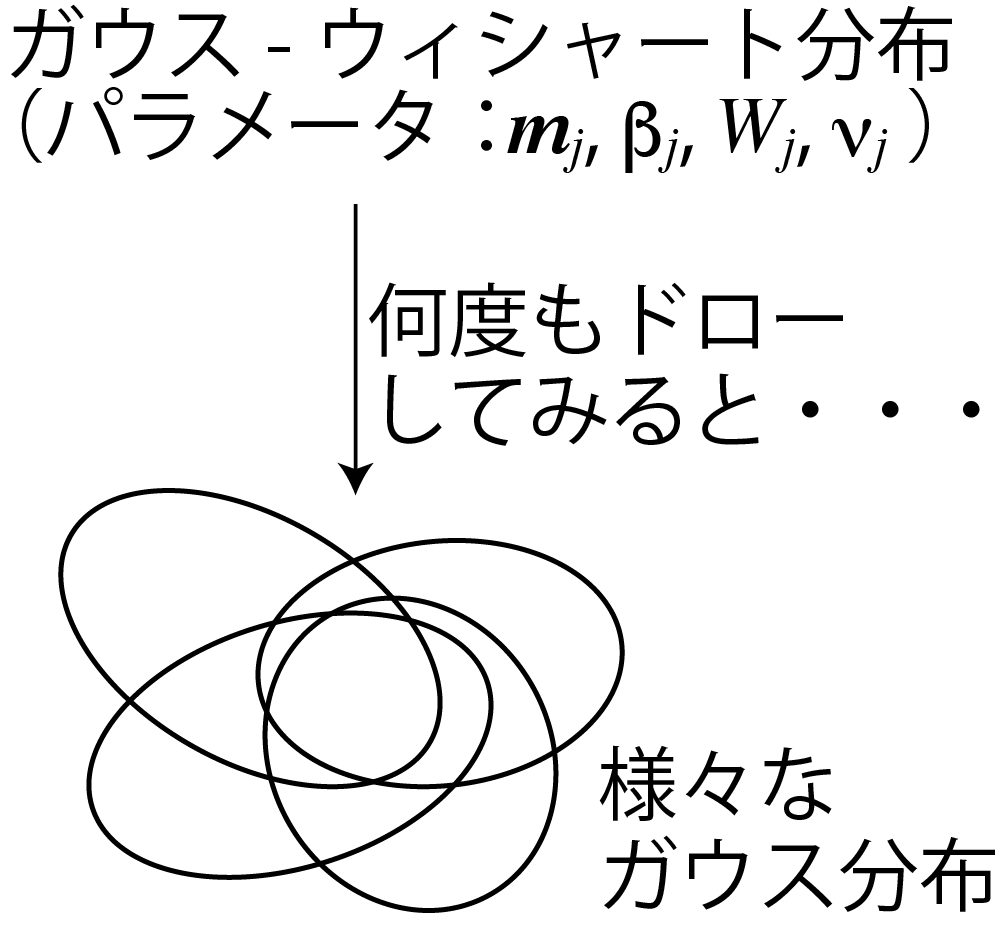 ガウス - ウィシャート分布
（パラメータ：mj, βj, Wj, νj ）
何度もドロー
してみると・・・
様々な
ガウス分布